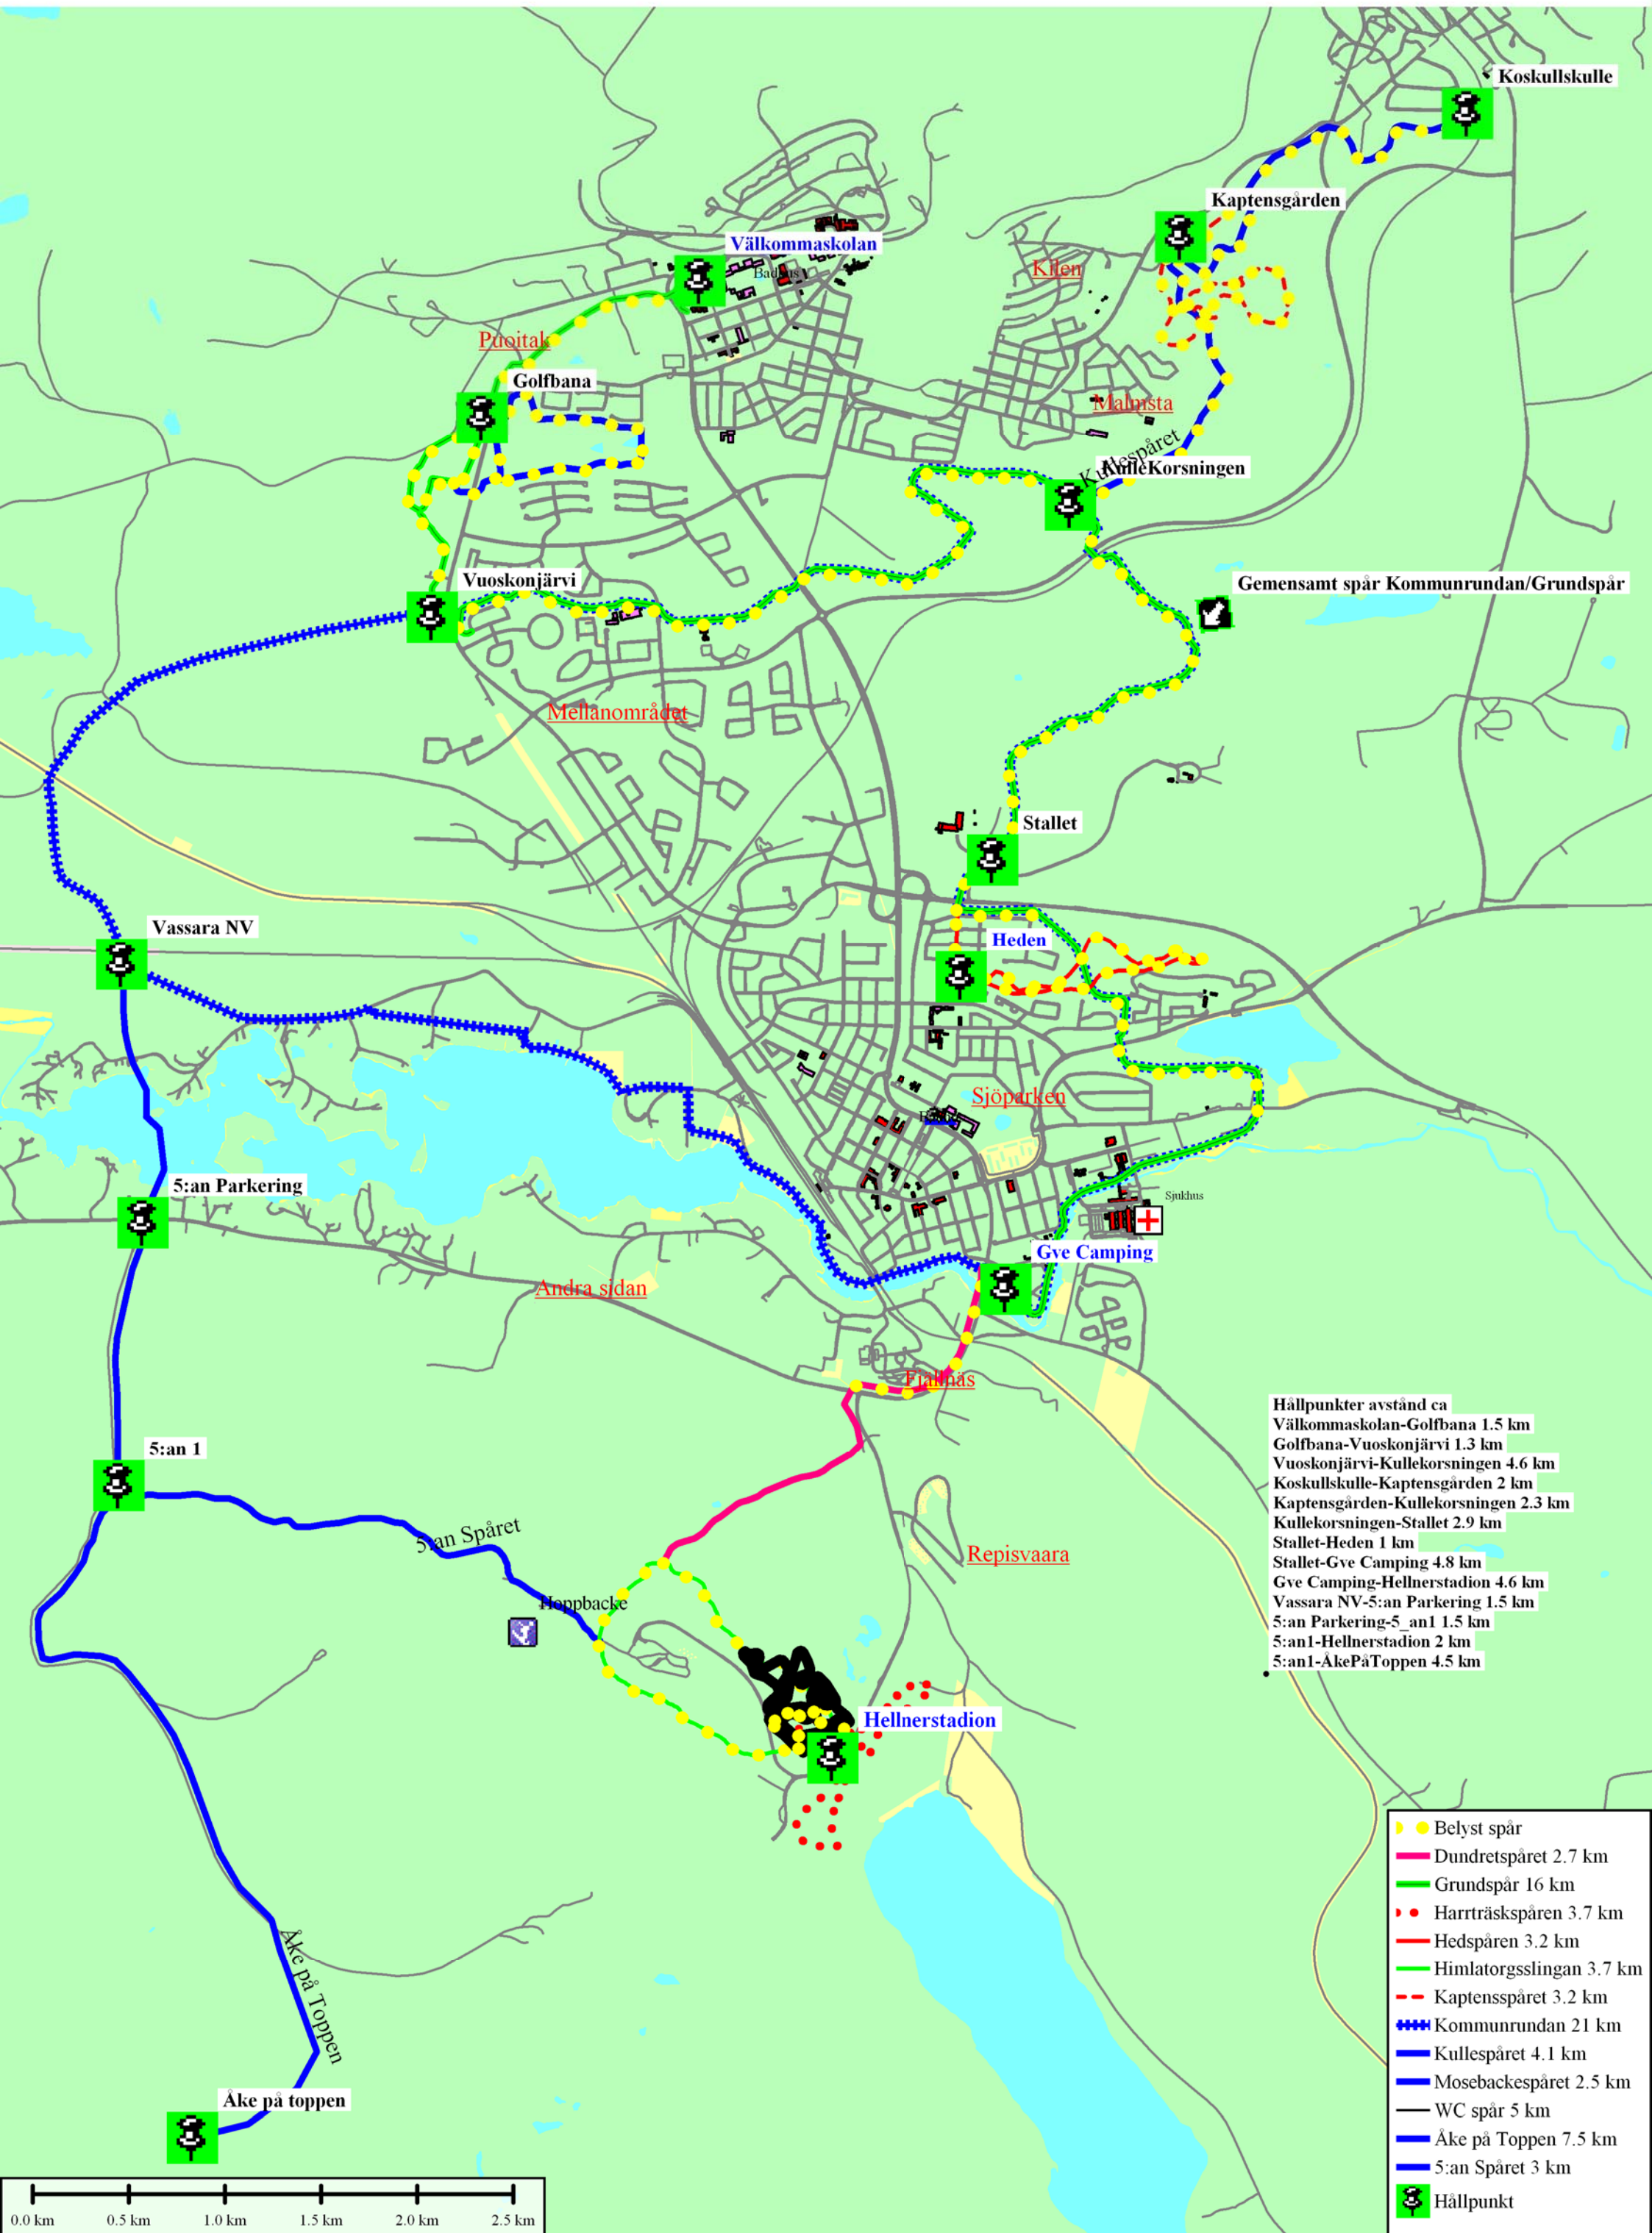 Koskullskulle
Kaptensgården
Välkommaskolan
Badhus
Kilen
Puoitak
Golfbana
Malmsta
Kullespåret
KulleKorsningen
Vuoskonjärvi
Gemensamt spår Kommunrundan/Grundspår
Mellanområdet
Stallet
Vassara NV
Heden
Sjöparken
5:an Parkering
Sjukhus
Gve Camping
Andra sidan
Fjällnäs
Hållpunkter avstånd ca
Välkommaskolan-Golfbana 1.5 km
Golfbana-Vuoskonjärvi 1.3 km
Vuoskonjärvi-Kullekorsningen 4.6 km
Koskullskulle-Kaptensgården 2 km
Kaptensgården-Kullekorsningen 2.3 km
Kullekorsningen-Stallet 2.9 km
Stallet-Heden 1 km
Stallet-Gve Camping 4.8 km
Gve Camping-Hellnerstadion 4.6 km
Vassara NV-5:an Parkering 1.5 km
5:an Parkering-5_an1 1.5 km
5:an1-Hellnerstadion 2 km
5:an1-ÅkePåToppen 4.5 km
5:an 1
5:an Spåret
Repisvaara
Hoppbacke
Hellnerstadion
Åke på Toppen
Åke på toppen
Belyst spår
Dundretspåret 2.7 km
Grundspår 16 km
Harrträskspåren 3.7 km
Hedspåren 3.2 km
Himlatorgsslingan 3.7 km
Kaptensspåret 3.2 km
Kommunrundan 21 km
Kullespåret 4.1 km
Mosebackespåret 2.5 km
WC spår 5 km
Åke på Toppen 7.5 km
5:an Spåret 3 km
Hållpunkt
0.0 km 0.5 km 1.0 km 1.5 km 2.0 km 2.5 km